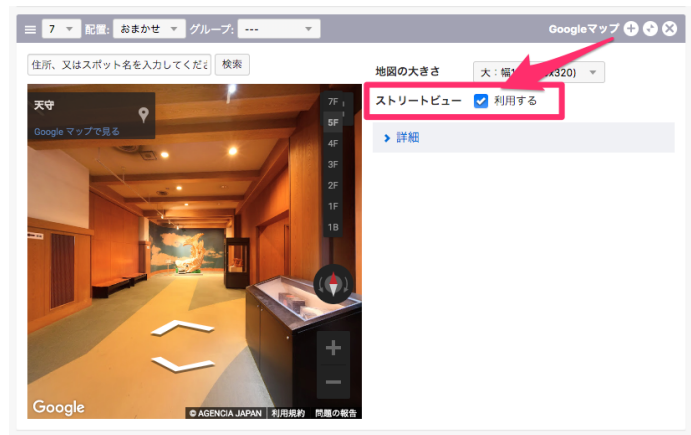 7 配置: おまかせ グループ: --- Googleマップ
住所、又はスポット名を入力してくださ 検索
地図の大きさ 大：幅1 x320)
ストリートビュー 利用する
詳細
天守
Google マップで見る
7F
5F
4F
3F
2F
1F
1B
Google
© AGENCIA JAPAN 利用規約 問題の報告